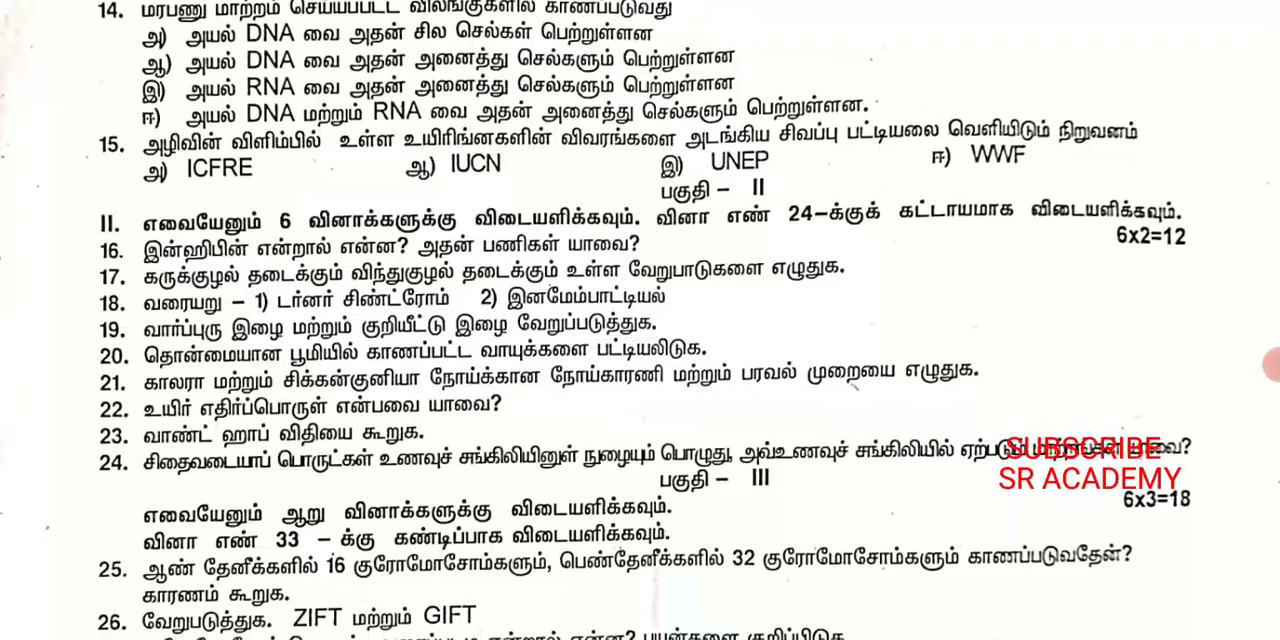 14. மரபணு மாற்றம் செய்யப்பட்ட விலங்குகளில் காணப்படுவது
அ) அயல் DNA வை அதன் சில செல்கள் பெற்றுள்ளன
ஆ) அயல் DNA வை அதன் அனைத்து செல்களும் பெற்றுள்ளன
இ) அயல் RNA வை அதன் அனைத்து செல்களும் பெற்றுள்ளன
ஈ) அயல் DNA மற்றும் RNA வை அதன் அனைத்து செல்களும் பெற்றுள்ளன.
15. அழிவின் விளிம்பில் உள்ள உயிரிங்னகளின் விவரங்களை அடங்கிய சிவப்பு பட்டியலை வெளியிடும் நிறுவனம்
அ) ICFRE ஆ) IUCN இ) UNEP ஈ) WWF
பகுதி – II
II. எவையேனும் 6 வினாக்களுக்கு விடையளிக்கவும். வினா எண் 24–க்குக் கட்டாயமாக விடையளிக்கவும்.
6x2=12
16. இன்ஹிபின் என்றால் என்ன? அதன் பணிகள் யாவை?
17. கருக்குழல் தடைக்கும் விந்துகுழல் தடைக்கும் உள்ள வேறுபாடுகளை எழுதுக.
18. வரையறு – 1) டர்னர் சிண்ட்ரோம் 2) இனமேம்பாட்டியல்
19. வார்ப்புரு இழை மற்றும் குறியீட்டு இழை வேறுப்படுத்துக.
20. தொன்மையான பூமியில் காணப்பட்ட வாயுக்களை பட்டியலிடுக.
21. காலரா மற்றும் சிக்கன்குனியா நோய்க்கான நோய்காரணி மற்றும் பரவல் முறையை எழுதுக.
22. உயிர் எதிர்ப்பொருள் என்பவை யாவை?
23. வாண்ட் ஹாப் விதியை கூறுக.
24. சிதைவடையாப் பொருட்கள் உணவுச் சங்கிலியினுள் நுழையும் பொழுது, அவ்உணவுச் சங்கிலியில் ஏற்படும் யாவை?
SUBSCRIBE
SR ACADEMY
பகுதி – III
6x3=18
எவையேனும் ஆறு வினாக்களுக்கு விடையளிக்கவும்.
வினா எண் 33 – க்கு கண்டிப்பாக விடையளிக்கவும்.
25. ஆண் தேனீக்களில் 16 குரோமோசோம்களும், பெண்தேனீக்களில் 32 குரோமோசோம்களும் காணப்படுவதேன்?
காரணம் கூறுக.
26. வேறுபடுத்துக. ZIFT மற்றும் GIFT
என்றால் என்ன? பயன்களை குறிப்பிடுக